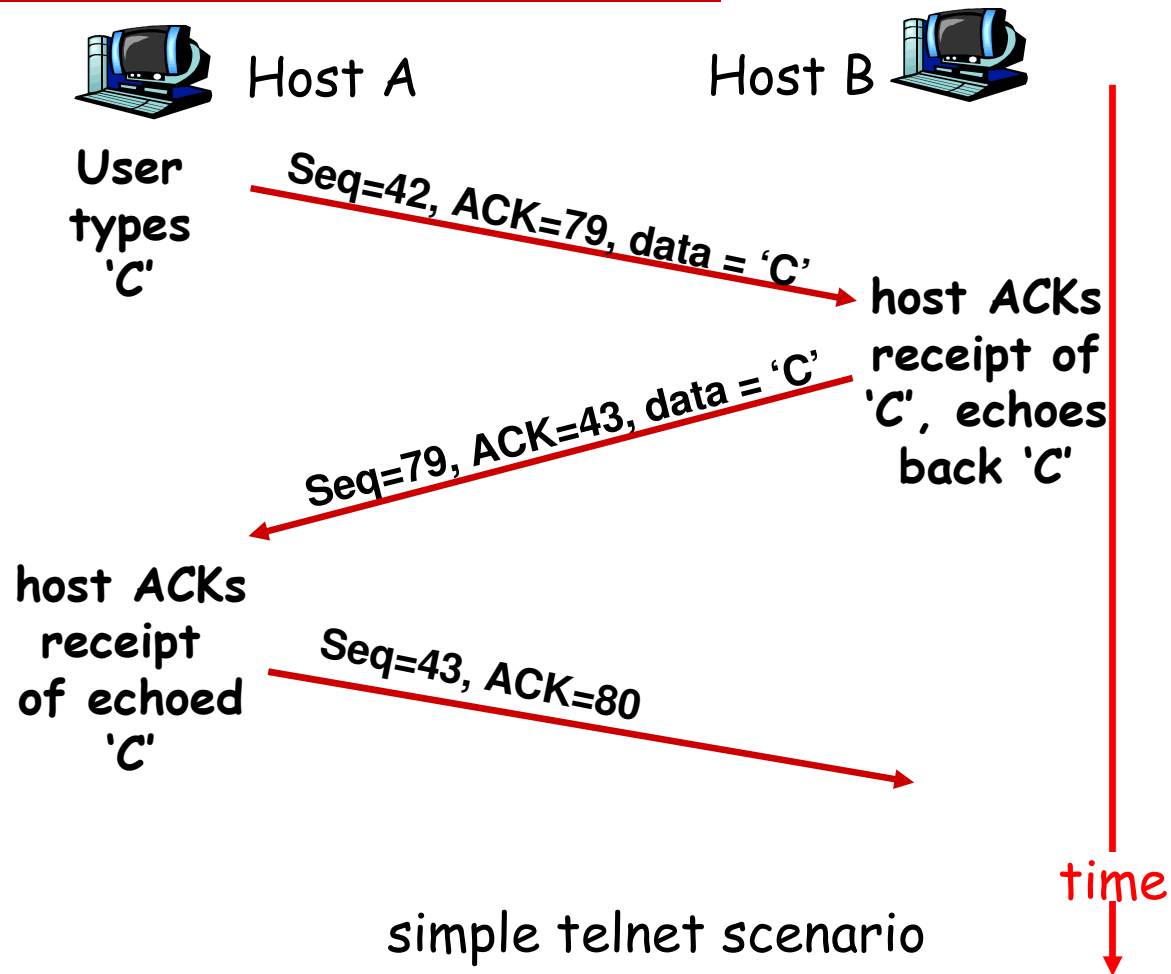 Host A
Host B
User
types
‘C’
Seq=42, ACK=79, data = ‘C’
host ACKs
receipt of
‘C’, echoes
back ‘C’
Seq=79, ACK=43, data = ‘C’
host ACKs
receipt
of echoed
‘C’
Seq=43, ACK=80
time
simple telnet scenario